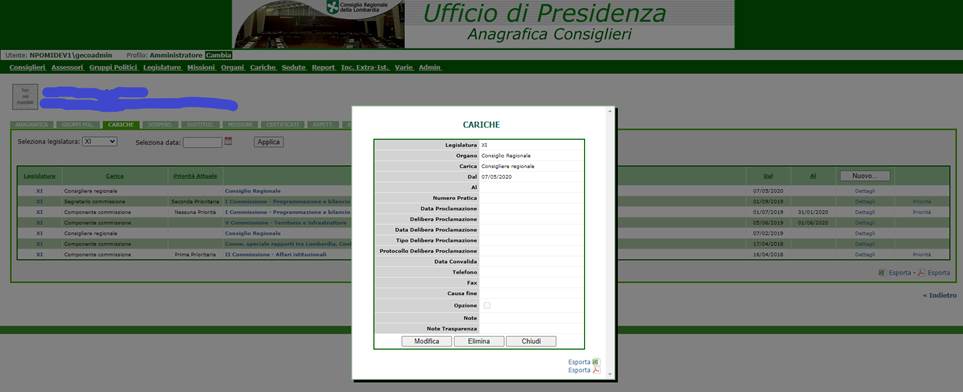 Consiglio Regionale
della Lombardia
Ufficio di Presidenza
Anagrafica Consiglieri
Utente: NPOMIDEV1\gecoadmin Profilo: Amministratore Cambia
Consiglieri Assessori Gruppi Politici Legislature Missioni Organi Cariche Sedute Report Inc. Extra-Ist. Varie Admin
ANAGRAFICA GRUPPI POL. CARICHE SOSPENS. SOSTITUZ. MISSIONI CERTIFICATI ASPETT.
Seleziona legislatura: XI Seleziona data: Applica
Legislatura Carica Priorità Attuale Dal Al Nuovo...
XI Consigliere regionale Consiglio Regionale 07/05/2020 Dettagli
XI Segretario commissione Seconda Prioritaria I Commissione - Programmazione e bilancio 01/09/2019 Dettagli Priorità
XI Componente commissione Nessuna Priorità I Commissione - Programmazione e bilancio 01/07/2019 31/01/2020 Dettagli Priorità
XI Componente commissione V Commissione - Territorio e infrastrutture 05/06/2019 01/06/2020 Dettagli
XI Consigliere regionale Consiglio Regionale 07/02/2019 Dettagli
XI Componente commissione Comm. speciale rapporti tra Lombardia, 17/04/2018 Dettagli
XI Componente commissione Prima Prioritaria II Commissione - Affari istituzionali 16/04/2018 Dettagli Priorità
Esporta - Esporta
« Indietro
CARICHE
Legislatura XI
Organo Consiglio Regionale
Carica Consigliere regionale
Dal 07/05/2020
Al
Numero Pratica
Data Proclamazione
Delibera Proclamazione
Data Delibera Proclamazione
Tipo Delibera Proclamazione
Protocollo Delibera Proclamazione
Data Convalida
Telefono
Fax
Causa fine
Opzione
Note
Note Trasparenza
Modifica Elimina Chiudi
Esporta
Esporta